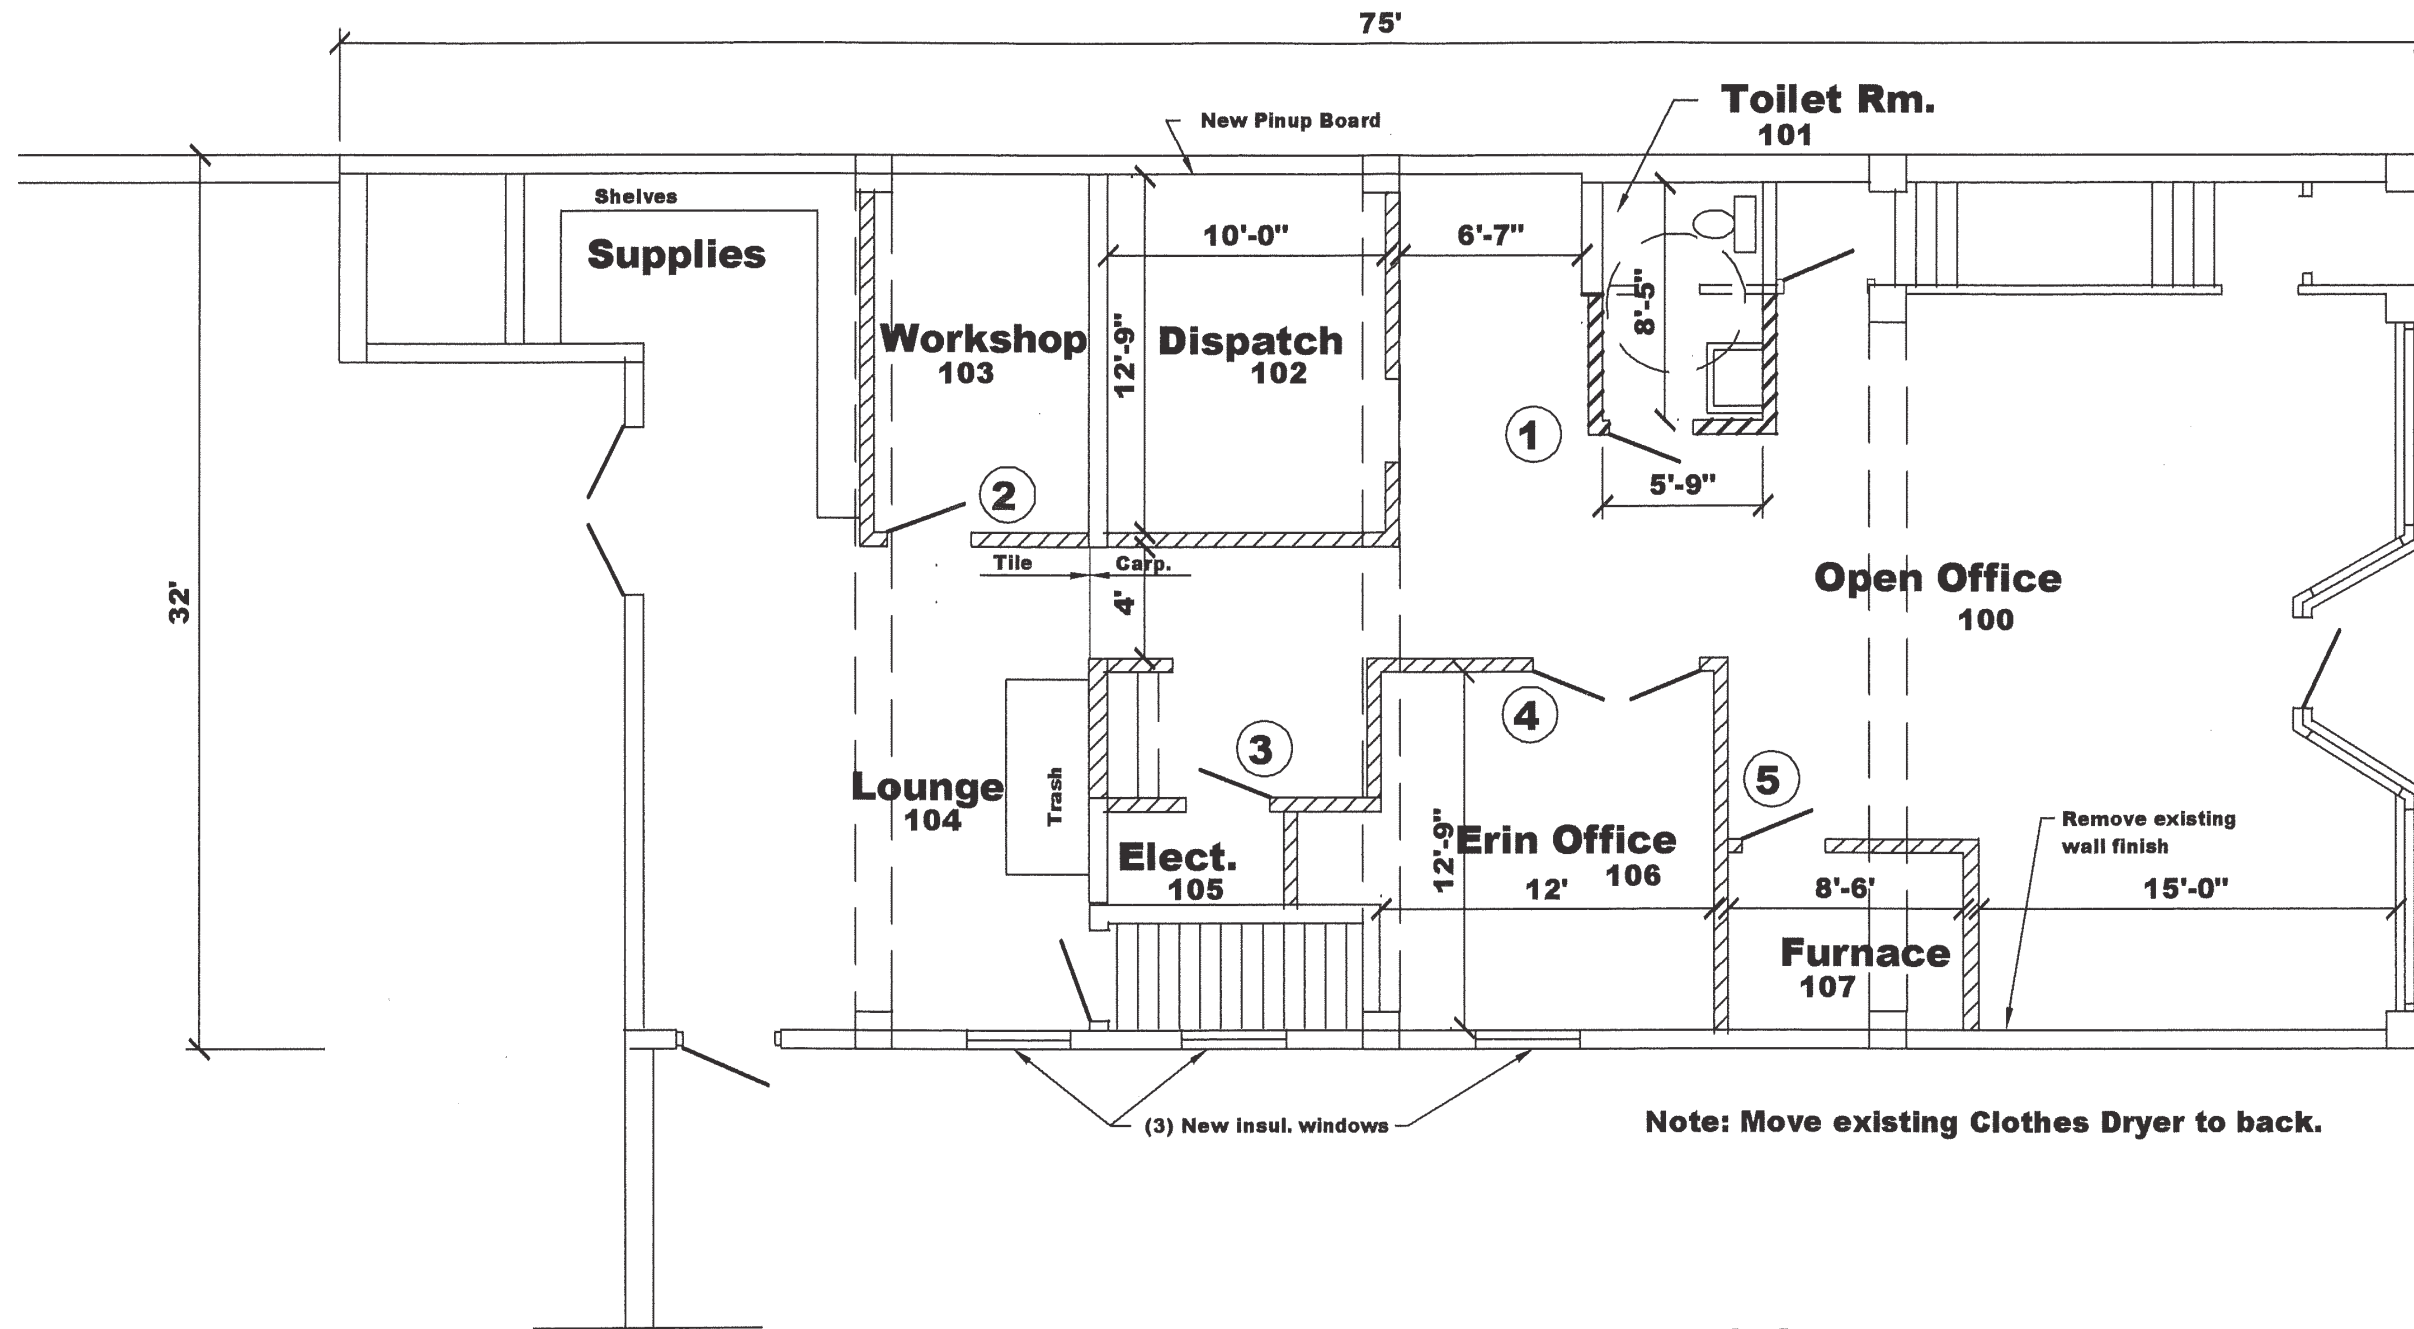 75'
Toilet Rm.
101
New Pinup Board
Shelves
Supplies
10'-0"
6'-7"
8'-5"
Workshop
103
12'-9"
Dispatch
102
1
5'-9"
2
Tile
Carp.
4'
32'
Open Office
100
4
3
5
Lounge
104
Trash
Elect.
105
12'-9"
Erin Office
106
12'
8'-6'
15'-0"
Remove existing
wall finish
Furnace
107
(3) New insul. windows
Note: Move existing Clothes Dryer to back.